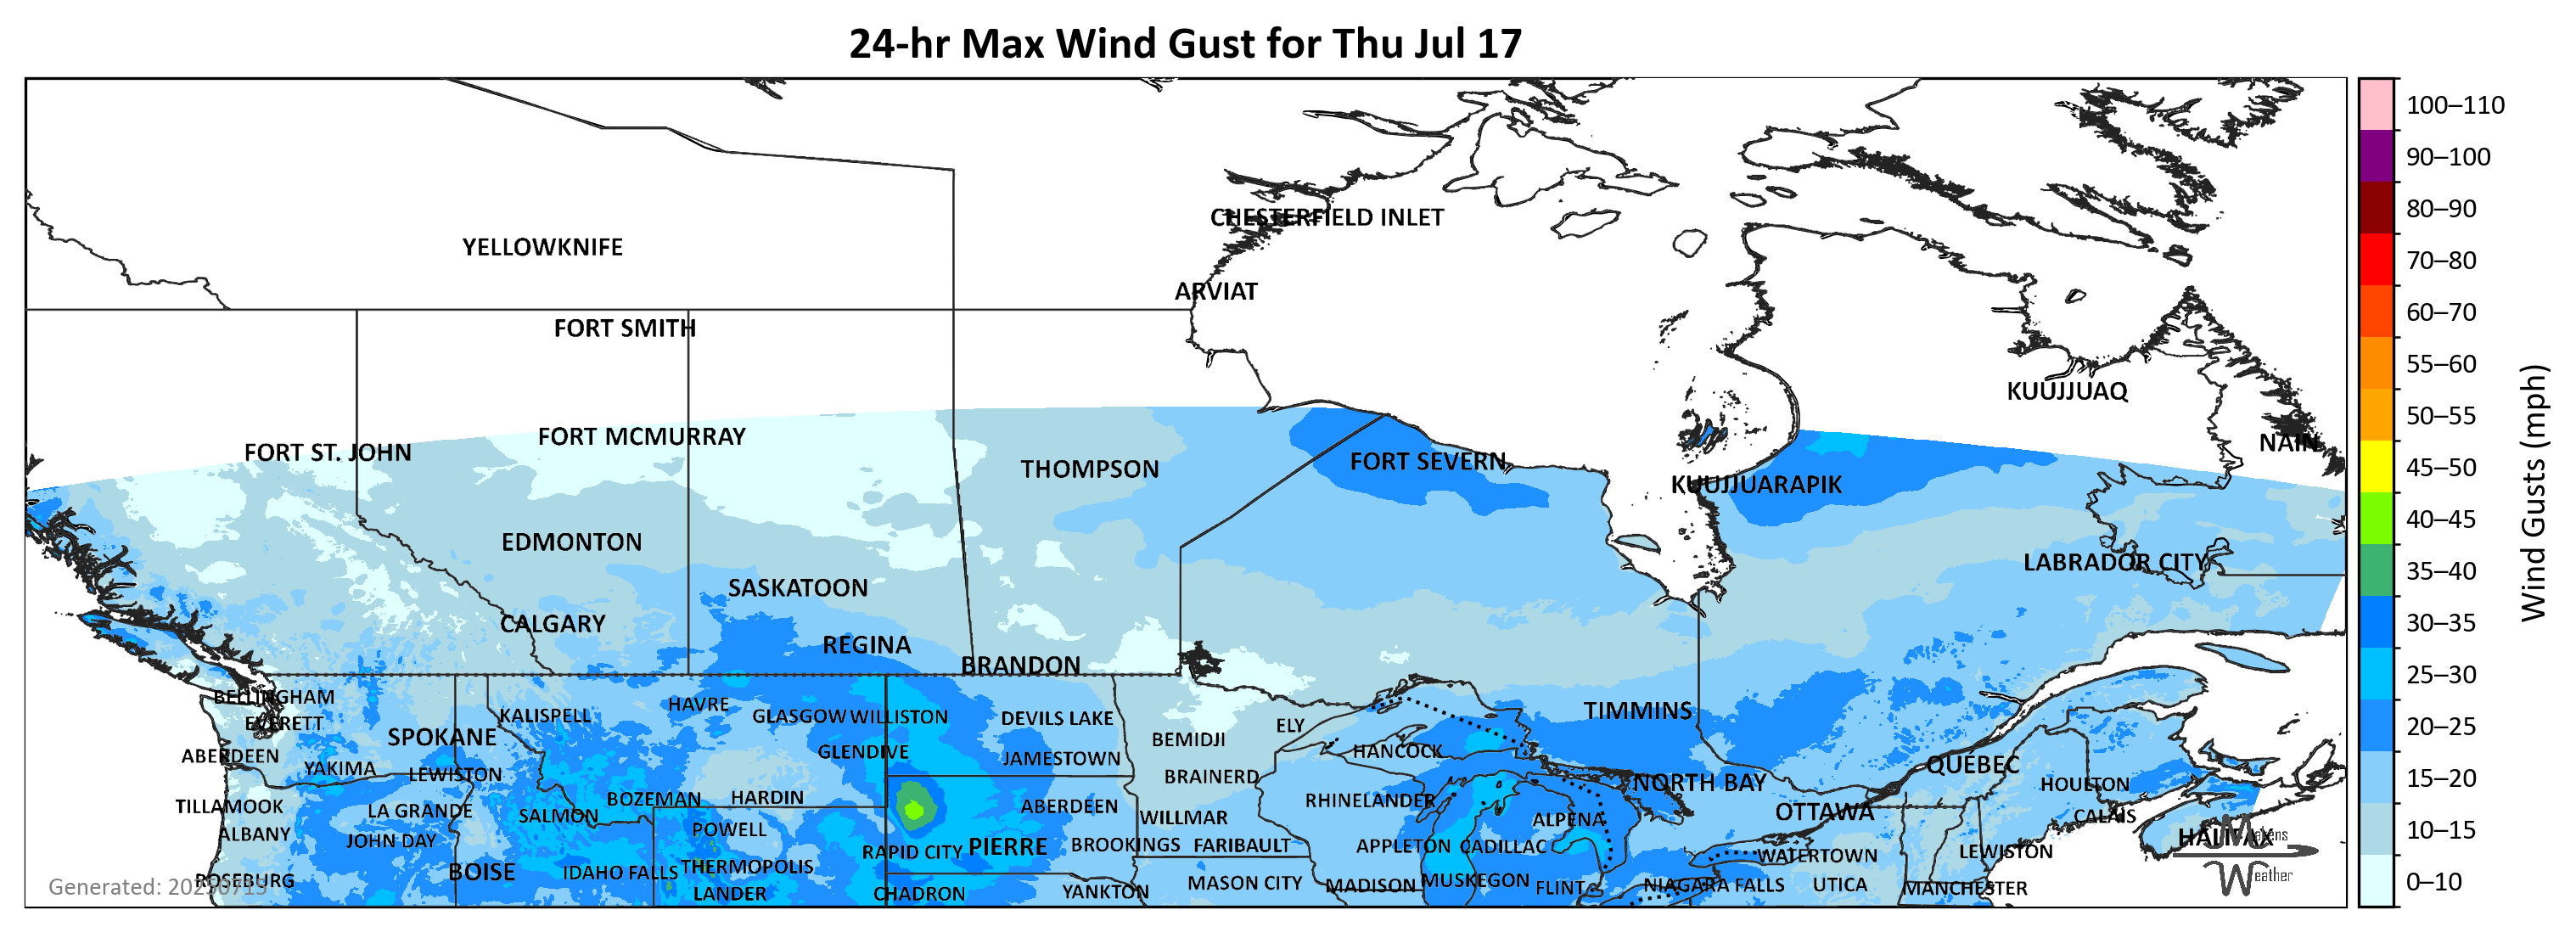 24-hr Max Wind Gust for Thu Jul 17
100–110
90–100
80–90
70–80
60–70
55–60
50–55
45–50
40–45
35–40
30–35
25–30
20–25
15–20
10–15
0–10
Wind Gusts (mph)
CHESTERFIELD INLET
YELLOWKNIFE
ARVIAT
FORT SMITH
KUUJJUAQ
FORT MCMURRAY
NAIN
FORT ST. JOHN
FORT SEVERN
THOMPSON
KUUJJUARAPIK
EDMONTON
LABRADOR CITY
SASKATOON
CALGARY
REGINA
BRANDON
BELLINGHAM
HAVRE
TIMMINS
KALISPELL
GLASGOW
WILLISTON
DEVILS LAKE
EVERETT
ELY
SPOKANE
BEMIDJI
HANCOCK
GLENDIVE
ABERDEEN
JAMESTOWN
QUEBEC
YAKIMA
LEWISTON
BRAINERD
NORTH BAY
HOULTON
BOZEMAN
HARDIN
RHINELANDER
TILLAMOOK
ABERDEEN
LA GRANDE
OTTAWA
SALMON
WILLMAR
CALAIS
ALPENA
POWELL
ALBANY
HALIFAX
JOHN DAY
BROOKINGS
FARIBAULT
APPLETON
CADILLAC
PIERRE
RAPID CITY
LEWISTON
WATERTOWN
THERMOPOLIS
BOISE
IDAHO FALLS
ROSEBURG
MUSKEGON
MASON CITY
MADISON
FLINT
NIAGARA FALLS
UTICA
MANCHESTER
YANKTON
LANDER
CHADRON
Weather